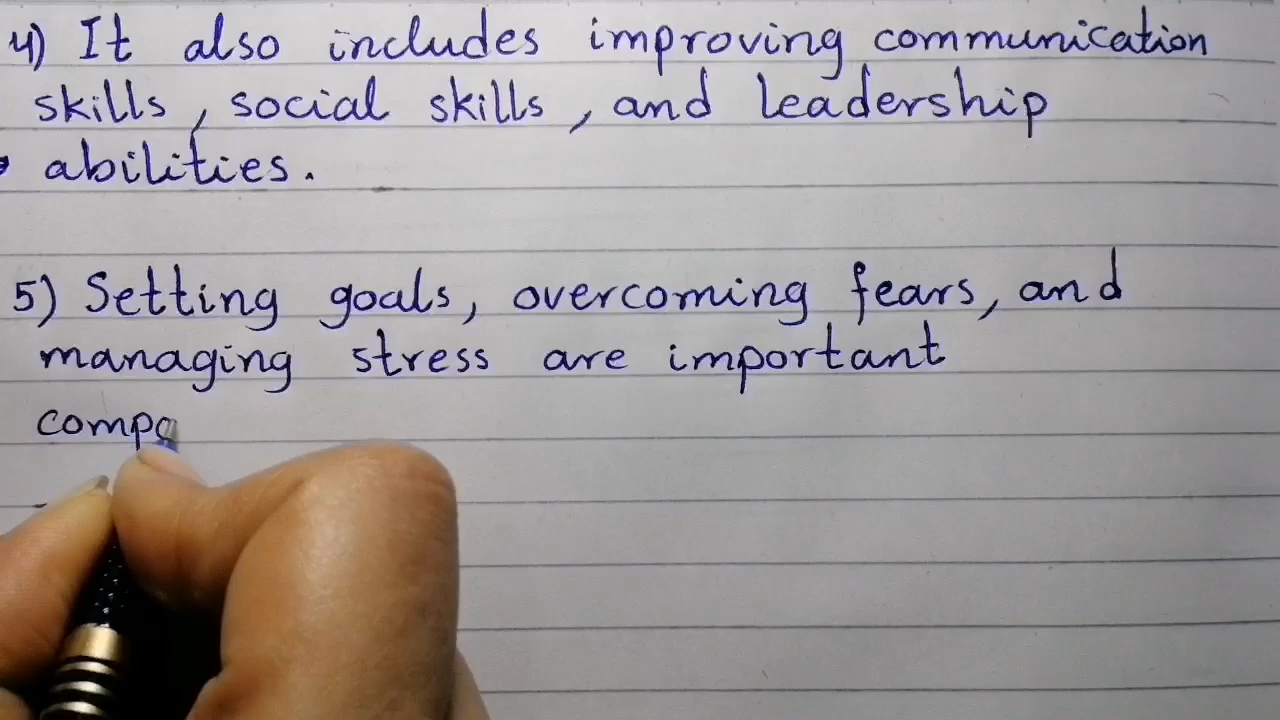 4) It also includes improving communication
skills, social skills, and leadership
abilities.
5) Setting goals, overcoming fears, and
managing stress are important
compo